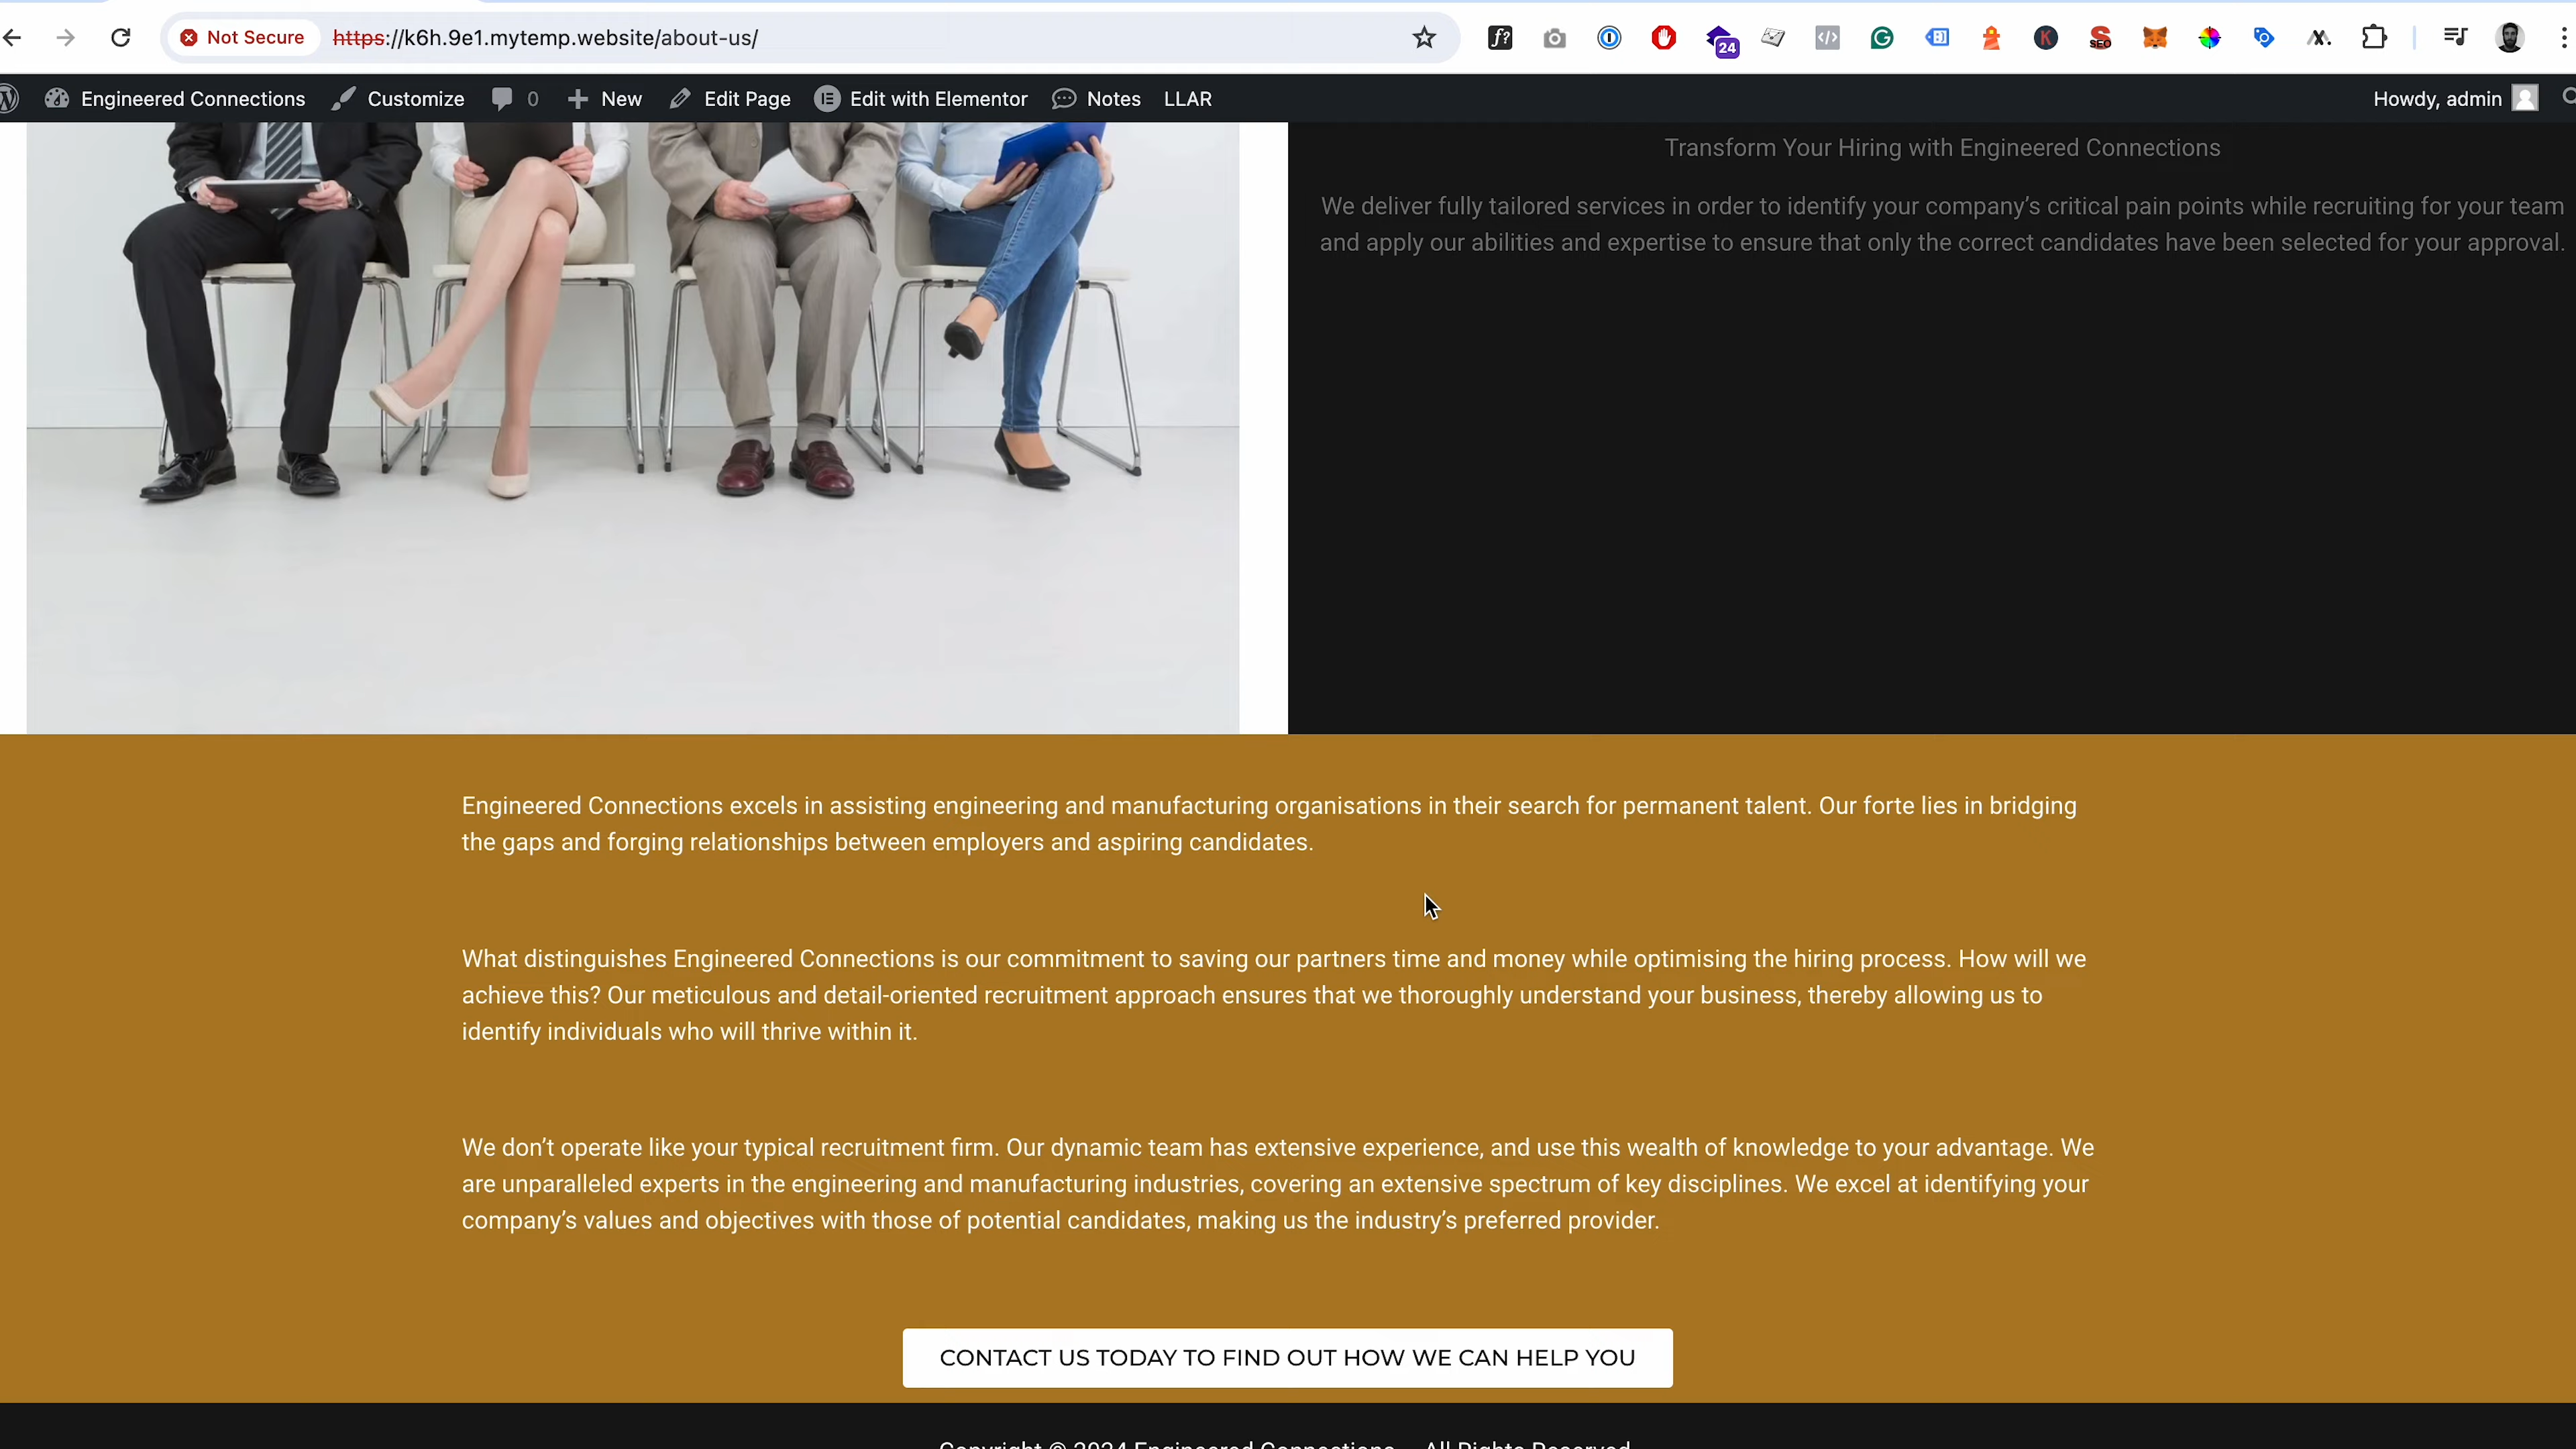 Not Secure https://k6h.9e1.mytemp.website/about-us/
24
Engineered Connections Customize 0 New Edit Page Edit with Elementor Notes LLAR Howdy, admin
Transform Your Hiring with Engineered Connections
We deliver fully tailored services in order to identify your company’s critical pain points while recruiting for your team
and apply our abilities and expertise to ensure that only the correct candidates have been selected for your approval.
Engineered Connections excels in assisting engineering and manufacturing organisations in their search for permanent talent. Our forte lies in bridging
the gaps and forging relationships between employers and aspiring candidates.
What distinguishes Engineered Connections is our commitment to saving our partners time and money while optimising the hiring process. How will we
achieve this? Our meticulous and detail-oriented recruitment approach ensures that we thoroughly understand your business, thereby allowing us to
identify individuals who will thrive within it.
We don’t operate like your typical recruitment firm. Our dynamic team has extensive experience, and use this wealth of knowledge to your advantage. We
are unparalleled experts in the engineering and manufacturing industries, covering an extensive spectrum of key disciplines. We excel at identifying your
company’s values and objectives with those of potential candidates, making us the industry’s preferred provider.
CONTACT US TODAY TO FIND OUT HOW WE CAN HELP YOU
Copyright © 2024 Engineered Connections All Rights Reserved